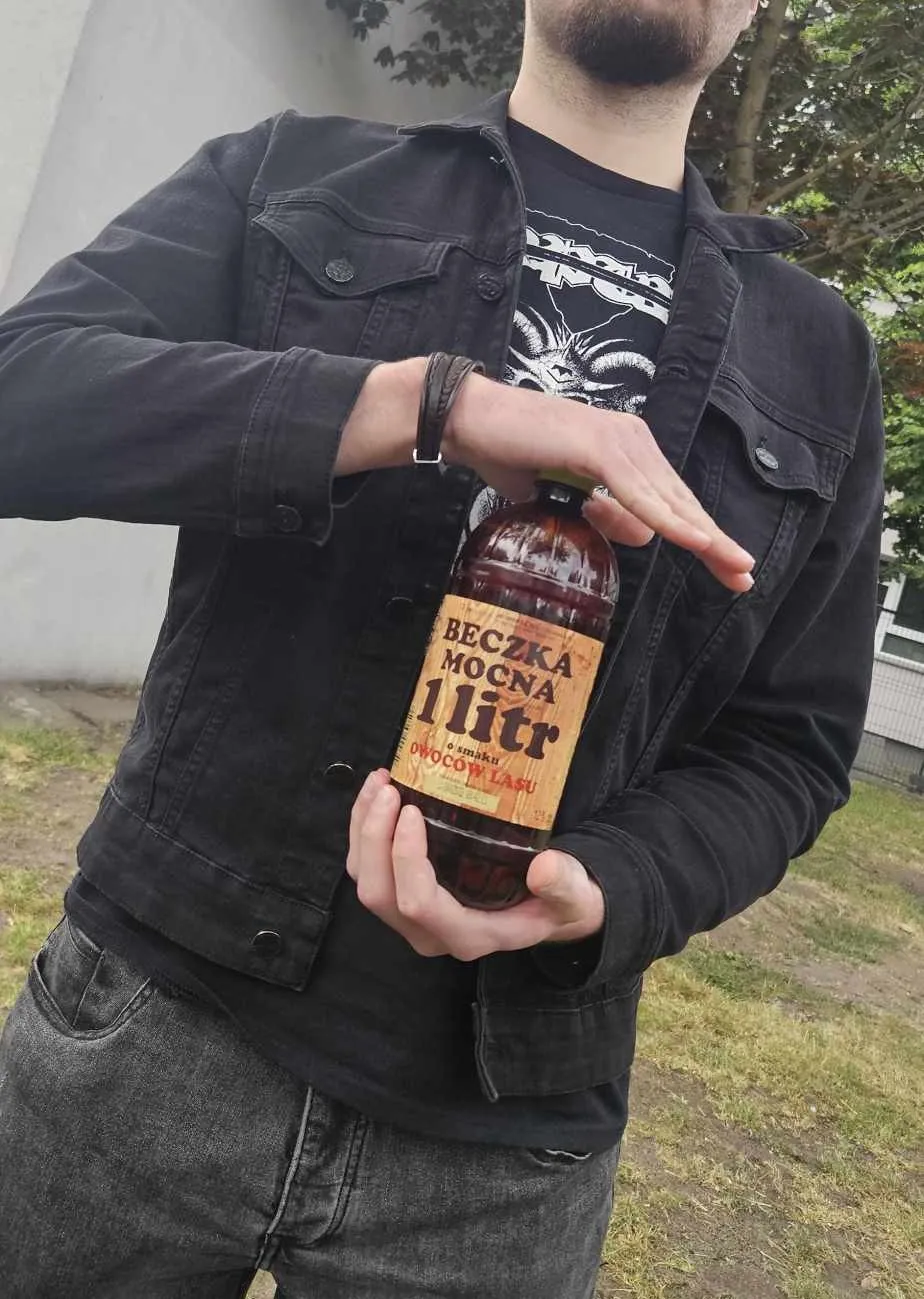 BECZKA
MOCNA
1 litr
o smaku
OWOCÓW LASU